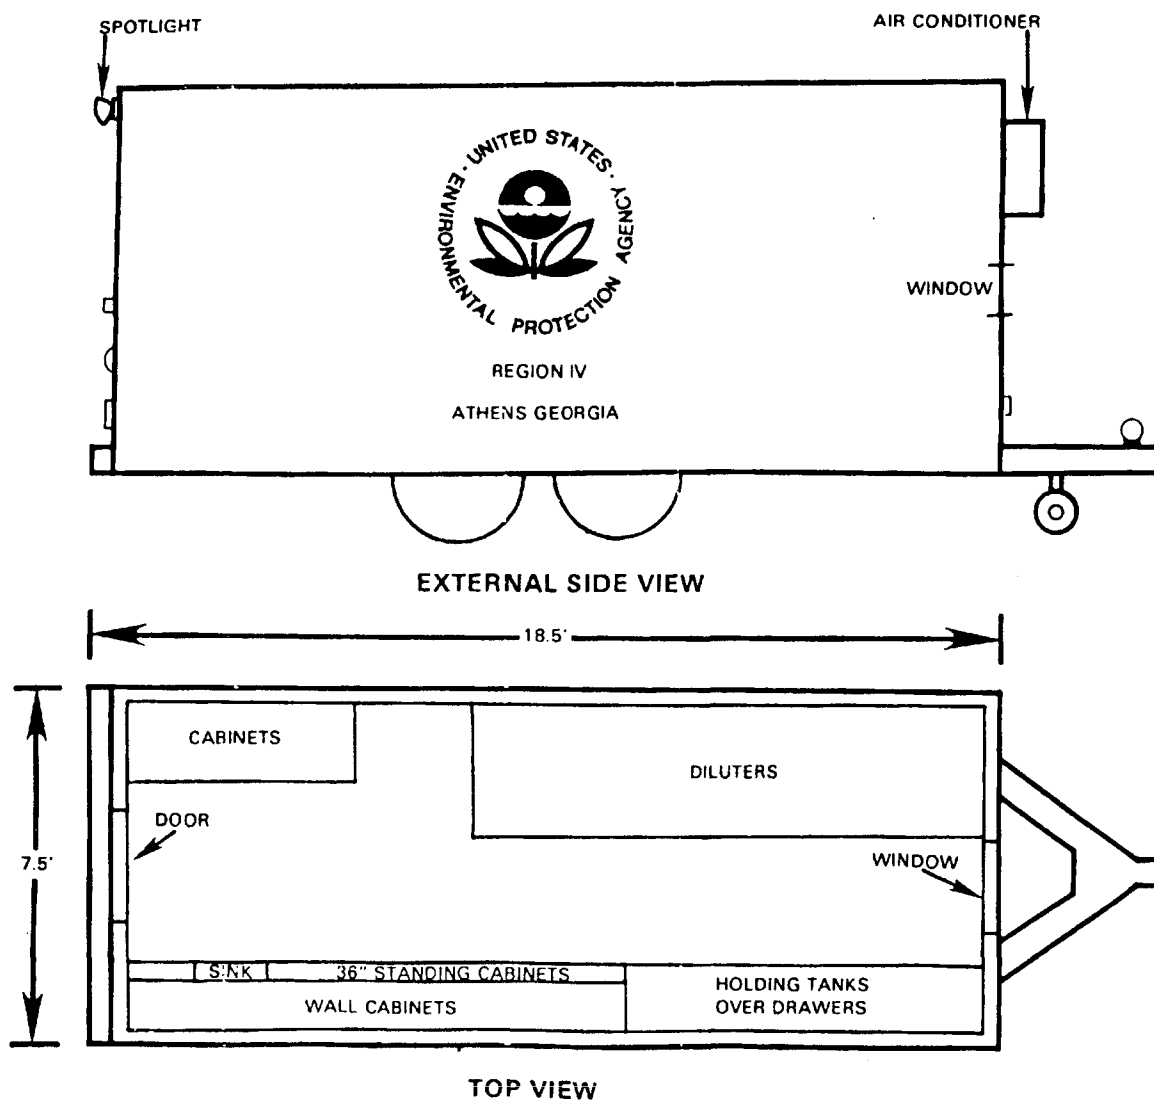 SPOTLIGHT
AIR CONDITIONER
· UNITED STATES ·
ENVIRONMENTAL PROTECTION AGENCY
WINDOW
REGION IV
ATHENS GEORGIA
EXTERNAL SIDE VIEW
18.5'
CABINETS
DILUTERS
DOOR
7.5'
WINDOW
SINK
36" STANDING CABINETS
WALL CABINETS
HOLDING TANKS
OVER DRAWERS
TOP VIEW